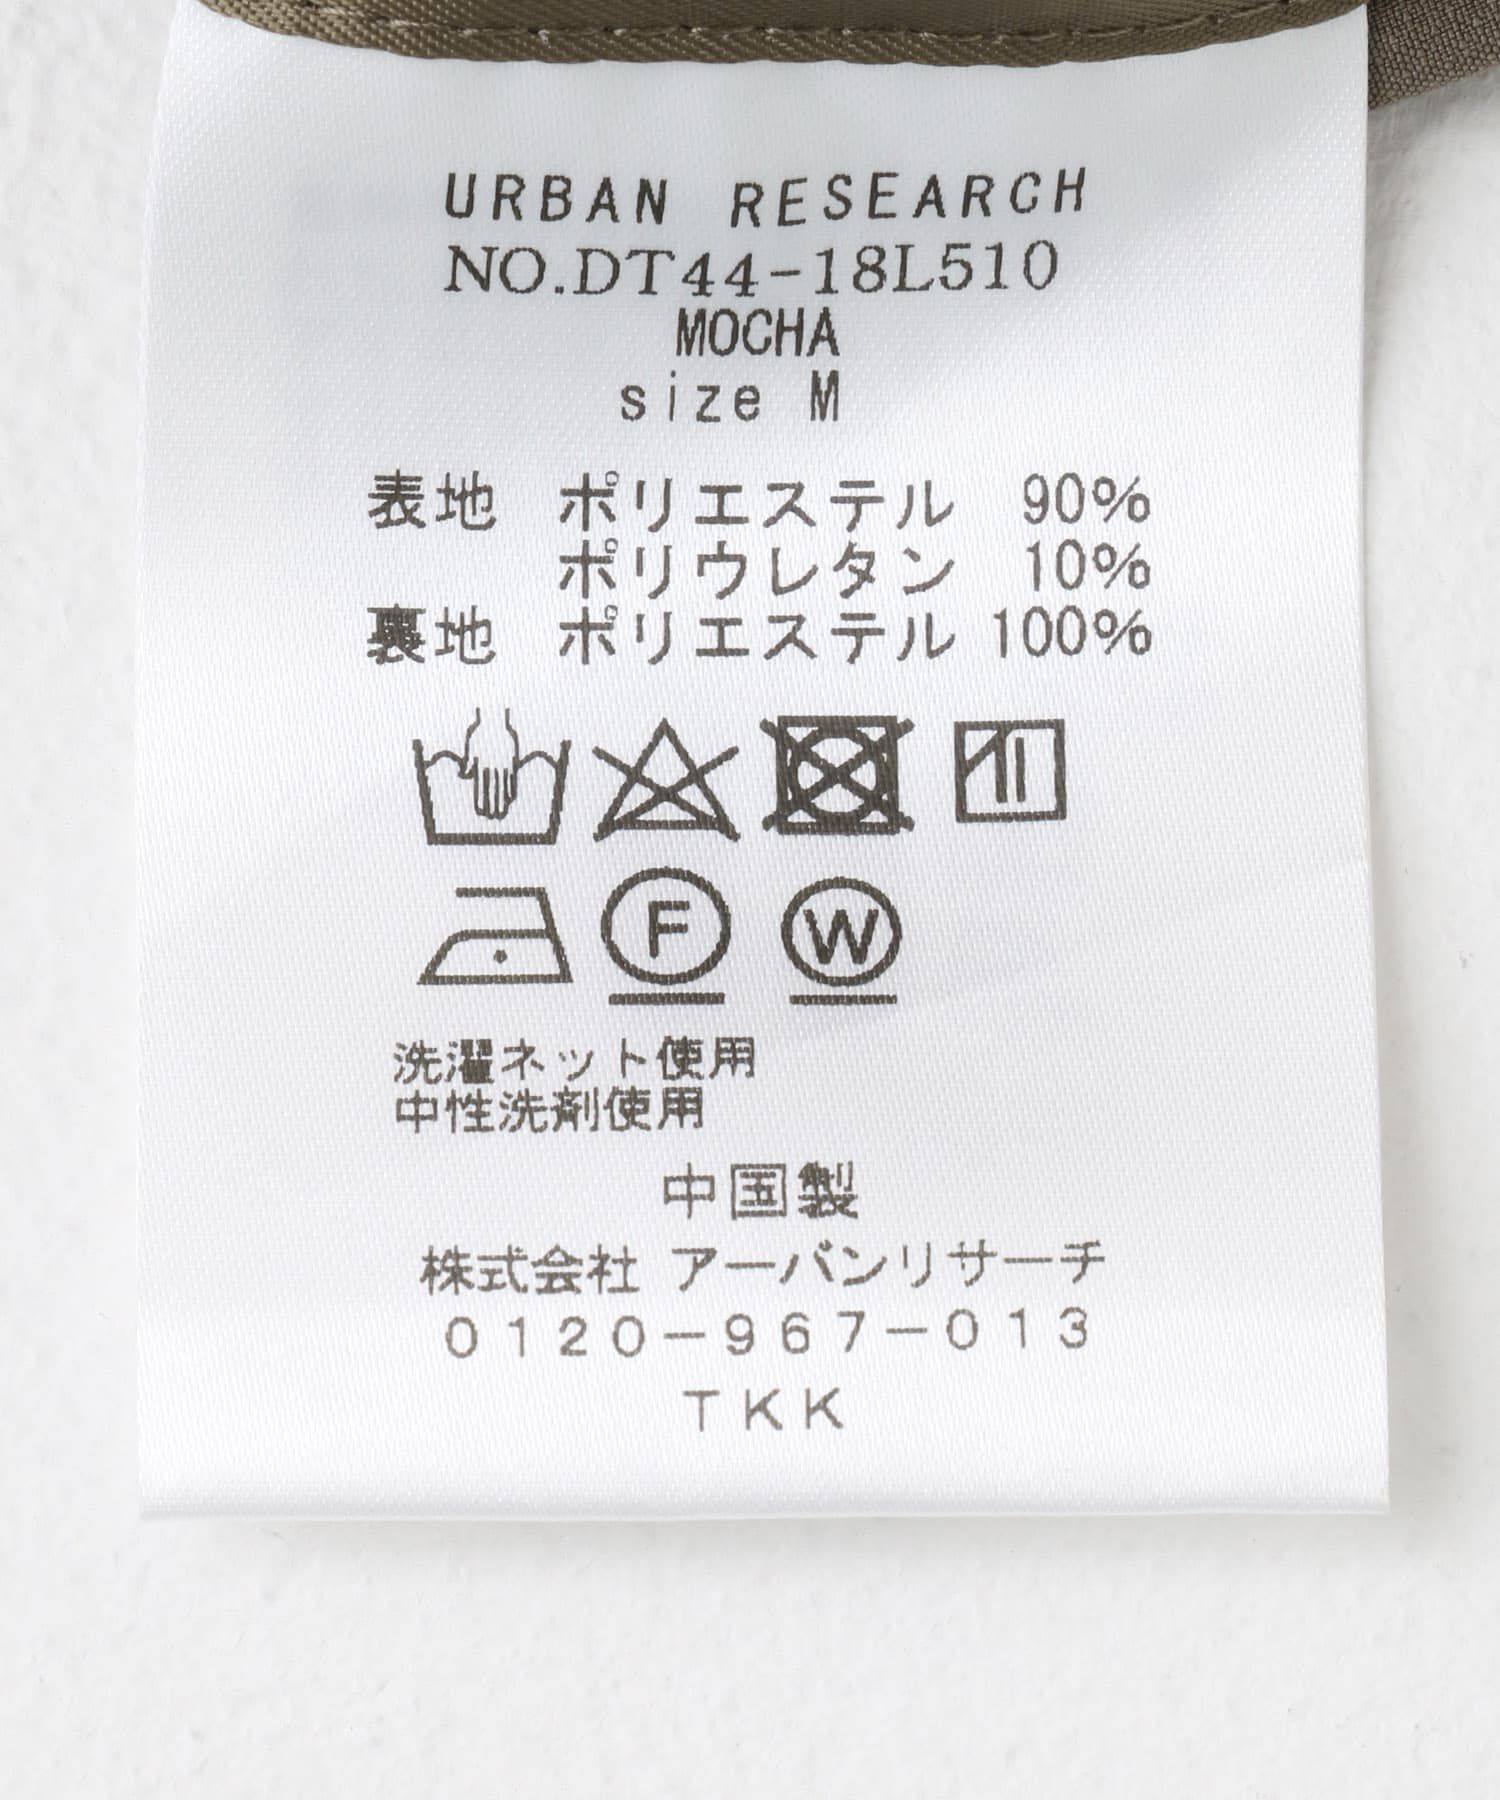 URBAN RESEARCH
NO.DT44-18L510
MOCHA
size M
表地 ポリエステル 90%
ポリウレタン 10%
裏地 ポリエステル 100%
F W
洗濯ネット使用
中性洗剤使用
中国製
株式会社 アーバンリサーチ
0120-967-013
TKK